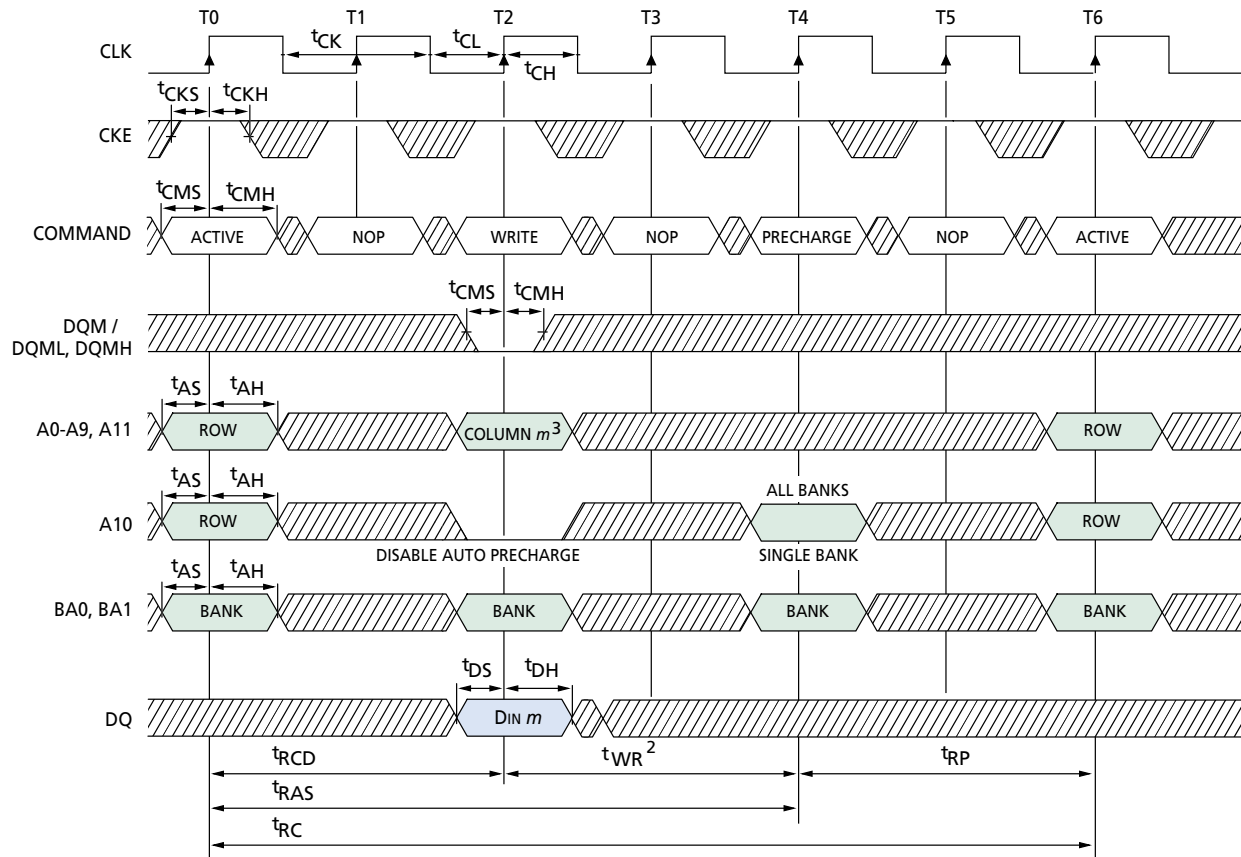 T0 T1 T2 T3 T4 T5 T6
CLK
tCK tCL
tCH
tCKS tCKH
CKE
tCMS tCMH
COMMAND ACTIVE NOP WRITE NOP PRECHARGE NOP ACTIVE
tCMS tCMH
DQM /
DQML, DQMH
tAS tAH
A0-A9, A11 ROW COLUMN m3 ROW
tAS tAH
ALL BANKS
A10 ROW ROW
DISABLE AUTO PRECHARGE SINGLE BANK
tAS tAH
BA0, BA1 BANK BANK BANK BANK
tDS tDH
DQ DIN m
tRCD tWR2 tRP
tRAS
tRC